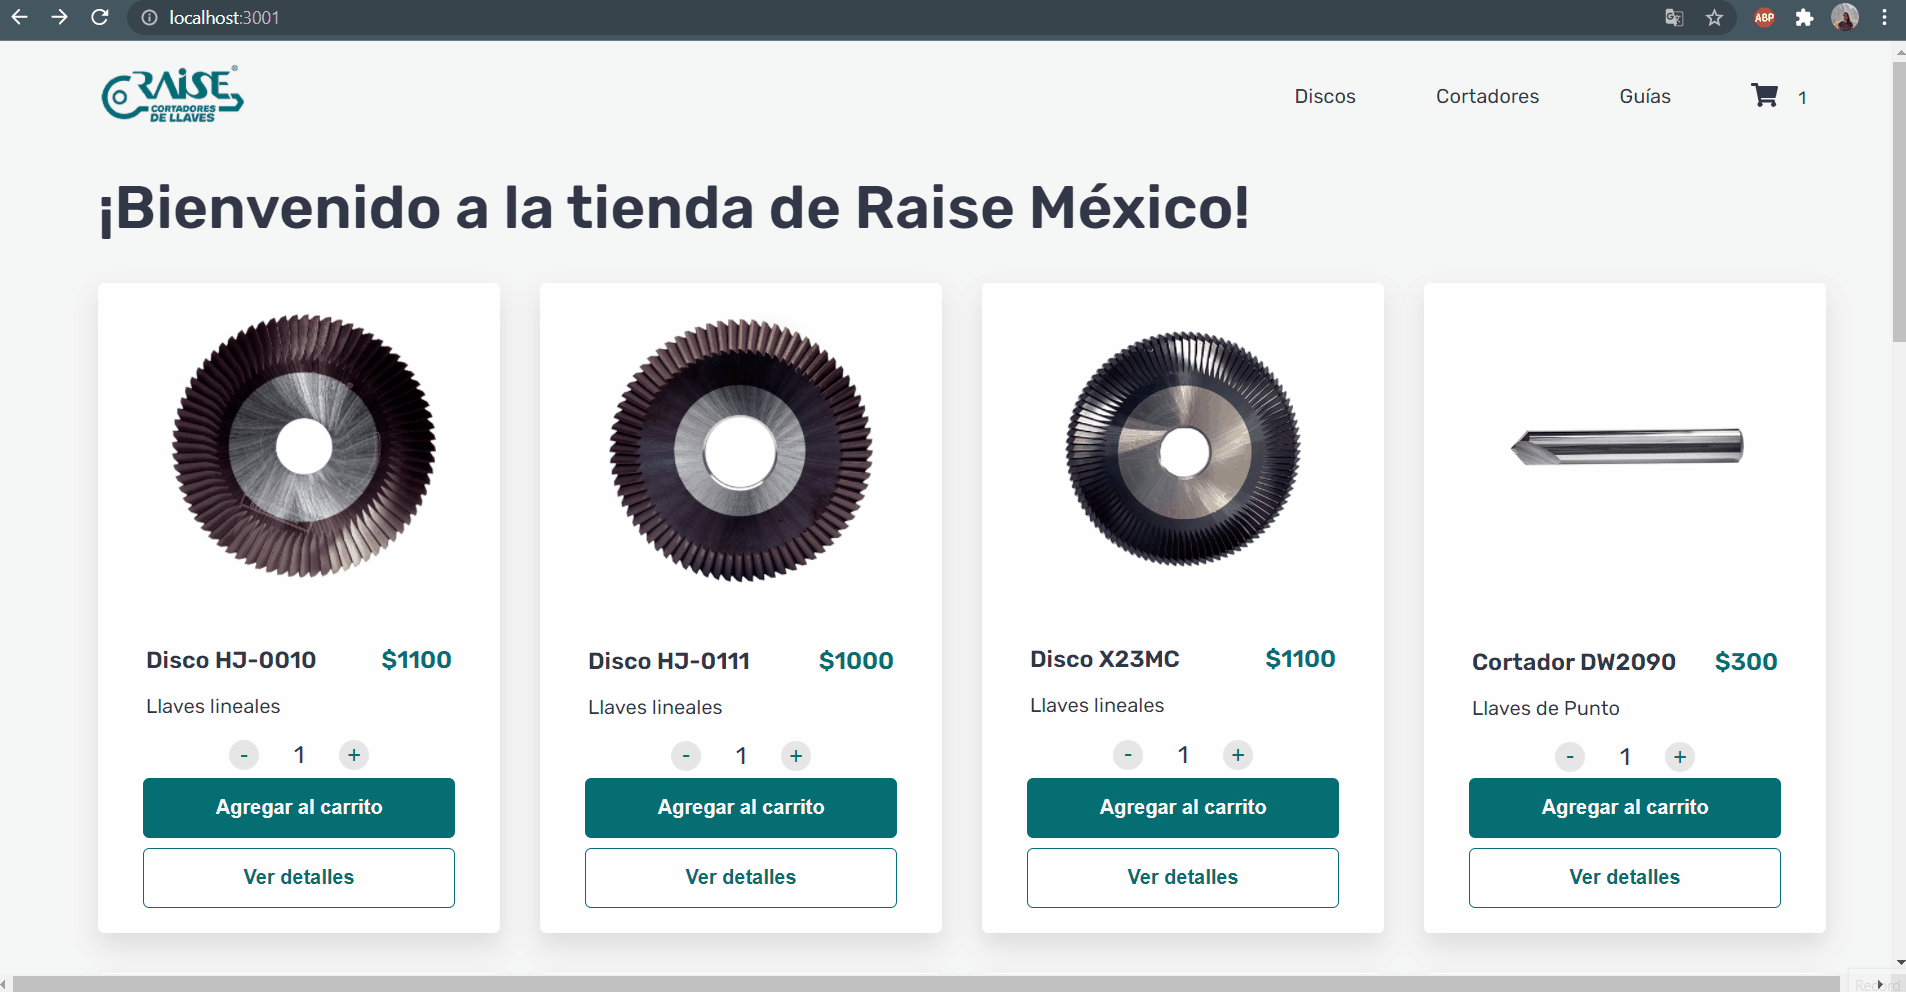 localhost:3001
ABP
RAISE®
CORTADORES
DE LLAVES
Discos
Cortadores
Guías
1
¡Bienvenido a la tienda de Raise México!
Disco HJ-0010 $1100
Llaves lineales
- 1 +
Agregar al carrito
Ver detalles
Disco HJ-0111 $1000
Llaves lineales
- 1 +
Agregar al carrito
Ver detalles
Disco X23MC $1100
Llaves lineales
- 1 +
Agregar al carrito
Ver detalles
Cortador DW2090 $300
Llaves de Punto
- 1 +
Agregar al carrito
Ver detalles